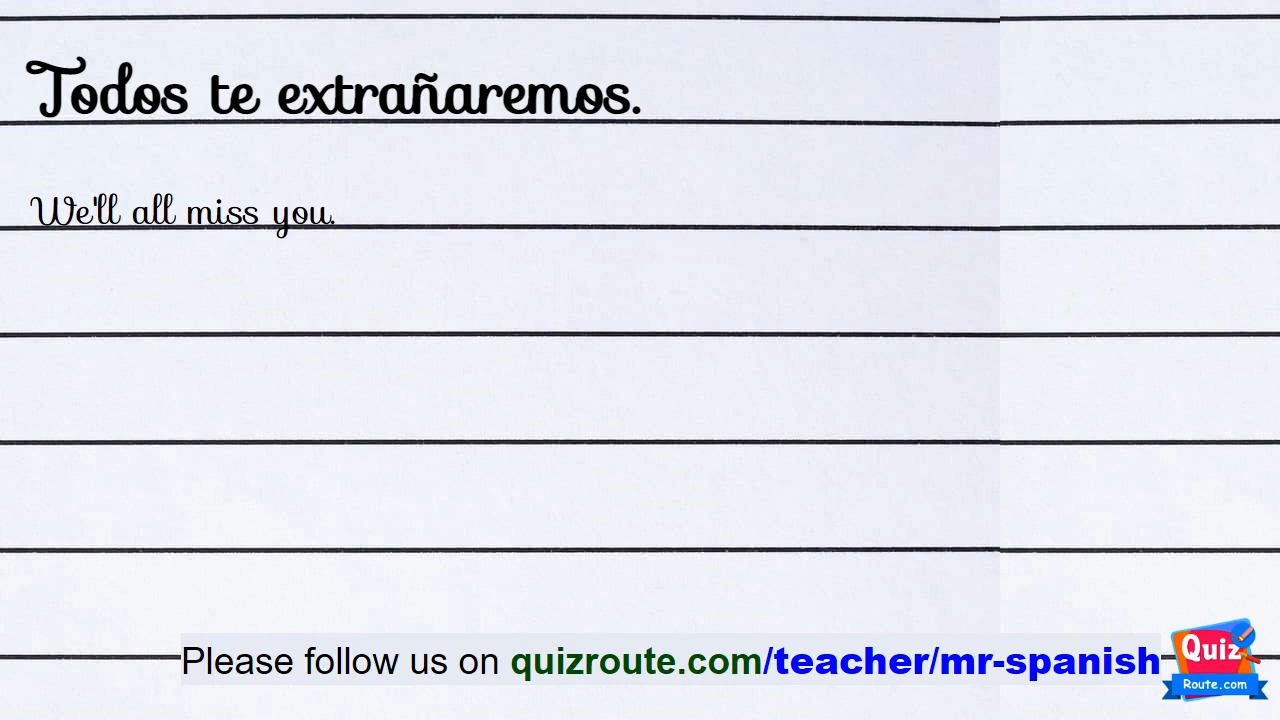 Todos te extrañaremos.
We'll all miss you.
Please follow us on quizroute.com/teacher/mr-spanish
Quiz
Route.com